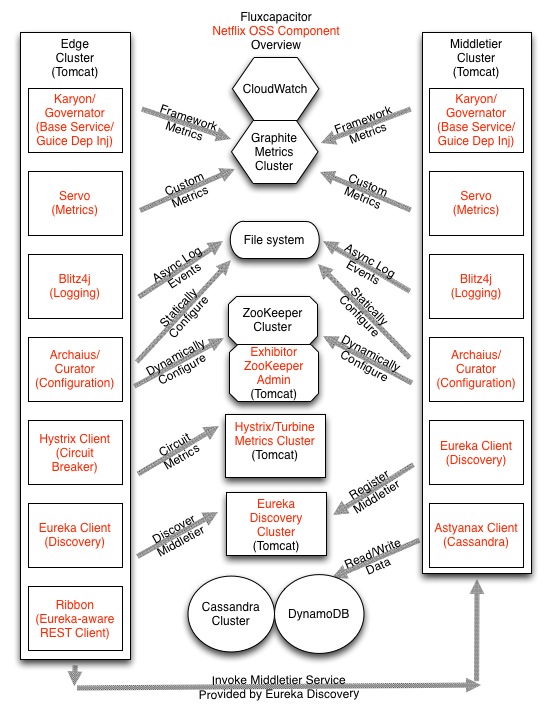 Fluxcapacitor
Netflix OSS Component
Overview
Edge
Cluster
(Tomcat)
Karyon/
Governator
(Base Service/
Guice Dep Inj)
Servo
(Metrics)
Blitz4j
(Logging)
Archaius/
Curator
(Configuration)
Hystrix Client
(Circuit
Breaker)
Eureka Client
(Discovery)
Ribbon
(Eureka-aware
REST Client)
Framework
Metrics
Custom
Metrics
Async Log
Events
Statically
Configure
Dynamically
Configure
Circuit
Metrics
Discover
Middletier
CloudWatch
Graphite
Metrics
Cluster
File system
ZooKeeper
Cluster
Exhibitor
ZooKeeper
Admin
(Tomcat)
Hystrix/Turbine
Metrics Cluster
(Tomcat)
Eureka
Discovery
Cluster
(Tomcat)
Cassandra
Cluster
DynamoDB
Framework
Metrics
Custom
Metrics
Async Log
Events
Statically
Configure
Dynamically
Configure
Register
Middletier
Read/Write
Data
Middletier
Cluster
(Tomcat)
Karyon/
Governator
(Base Service/
Guice Dep Inj)
Servo
(Metrics)
Blitz4j
(Logging)
Archaius/
Curator
(Configuration)
Eureka Client
(Discovery)
Astyanax Client
(Cassandra)
Invoke Middletier Service
Provided by Eureka Discovery